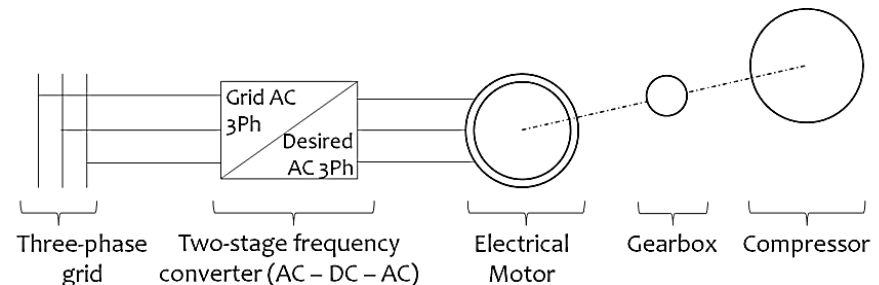 Grid AC
3Ph
Desired
AC 3Ph
Three-phase
grid
Two-stage frequency
converter (AC – DC – AC)
Electrical
Motor
Gearbox
Compressor